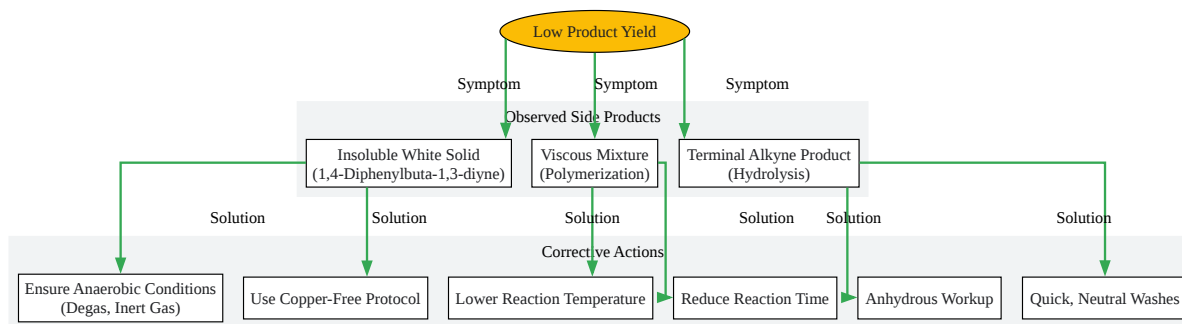 Low Product Yield
Symptom
Symptom
Symptom
Observed Side Products
Insoluble White Solid
(1,4-Diphenylbuta-1,3-diyne)
Viscous Mixture
(Polymerization)
Terminal Alkyne Product
(Hydrolysis)
Solution
Solution
Solution
Solution
Solution
Solution
Corrective Actions
Ensure Anaerobic Conditions
(Degas, Inert Gas)
Use Copper-Free Protocol
Lower Reaction Temperature
Reduce Reaction Time
Anhydrous Workup
Quick, Neutral Washes